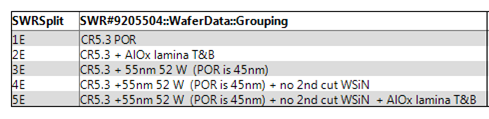 SWRSplit SWR#9205504::WaferData::Grouping
1E CR5.3 POR
2E CR5.3 + AlOx lamina T&B
3E CR5.3 + 55nm 52 W (POR is 45nm)
4E CR5.3 +55nm 52 W (POR is 45nm) + no 2nd cut WSiN
5E CR5.3 +55nm 52 W (POR is 45nm) + no 2nd cut WSiN + AlOx lamina T&B